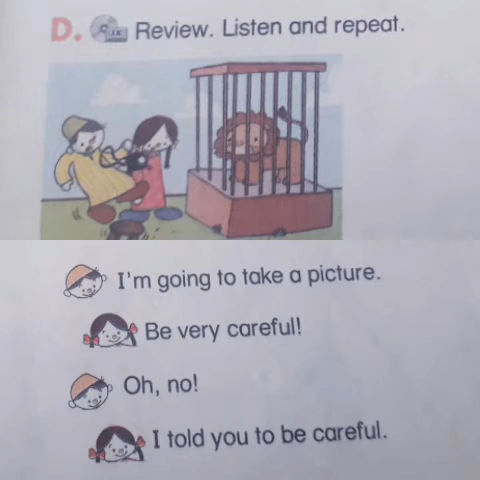 D. Review. Listen and repeat.
I'm going to take a picture.
Be very careful!
Oh, no!
I told you to be careful.